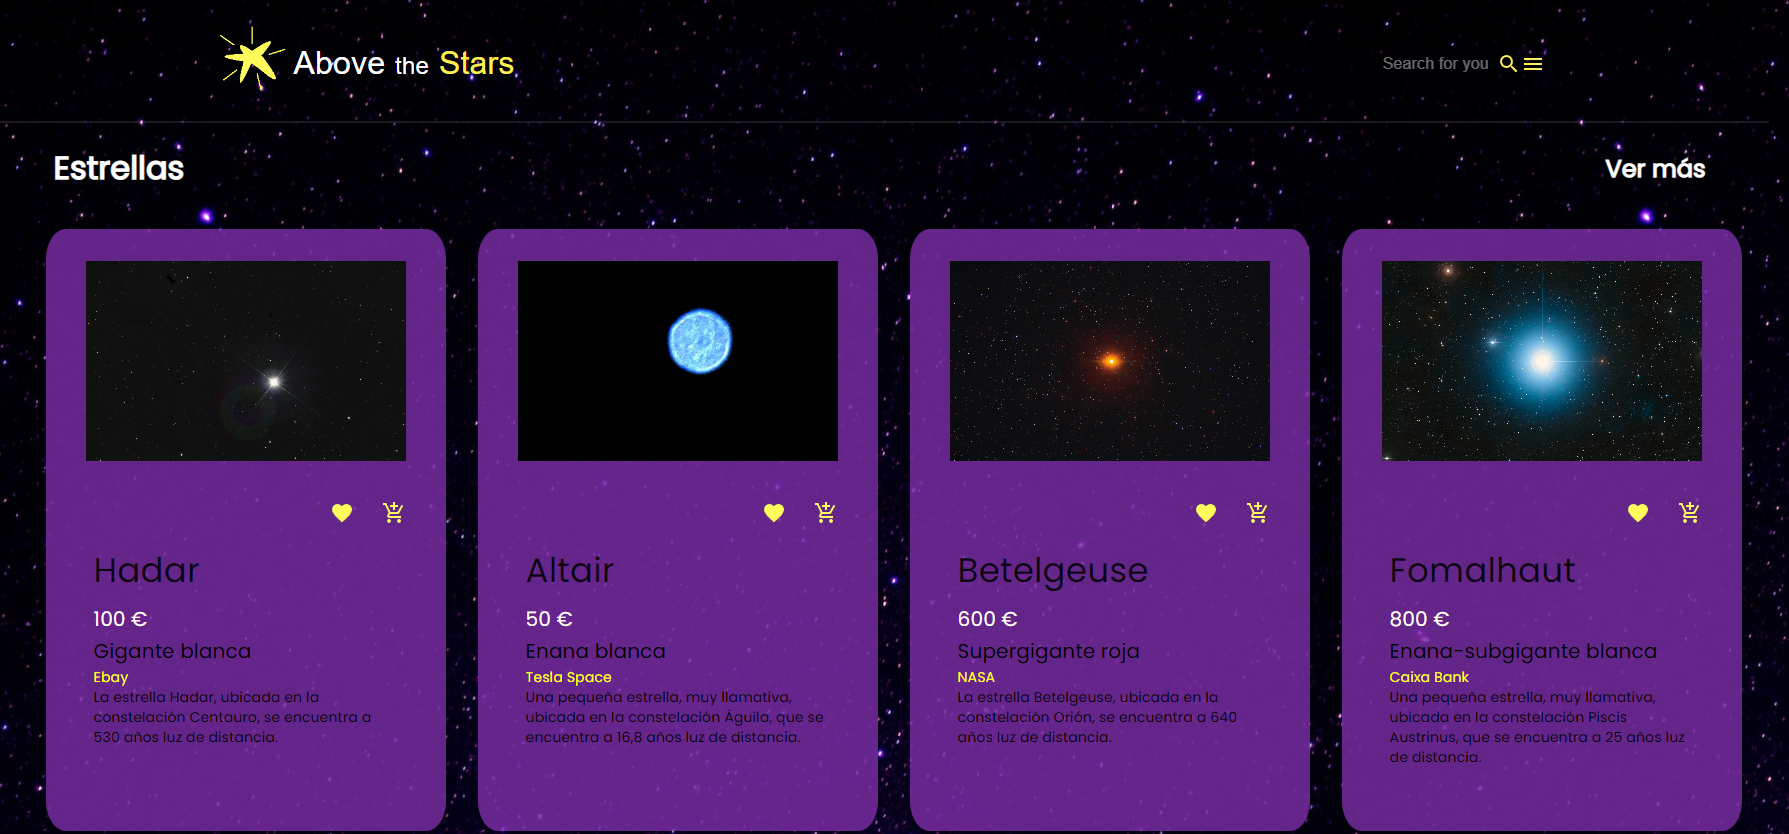 Above the Stars
Search for you
Estrellas
Ver más
Hadar
100 €
Gigante blanca
Ebay
La estrella Hadar, ubicada en la
constelación Centauro, se encuentra a
530 años luz de distancia.
Altair
50 €
Enana blanca
Tesla Space
Una pequeña estrella, muy llamativa,
ubicada en la constelación Águila, que se
encuentra a 16,8 años luz de distancia.
Betelgeuse
600 €
Supergigante roja
NASA
La estrella Betelgeuse, ubicada en la
constelación Orión, se encuentra a 640
años luz de distancia.
Fomalhaut
800 €
Enana-subgigante blanca
Caixa Bank
Una pequeña estrella, muy llamativa,
ubicada en la constelación Piscis
Austrinus, que se encuentra a 25 años luz
de distancia.